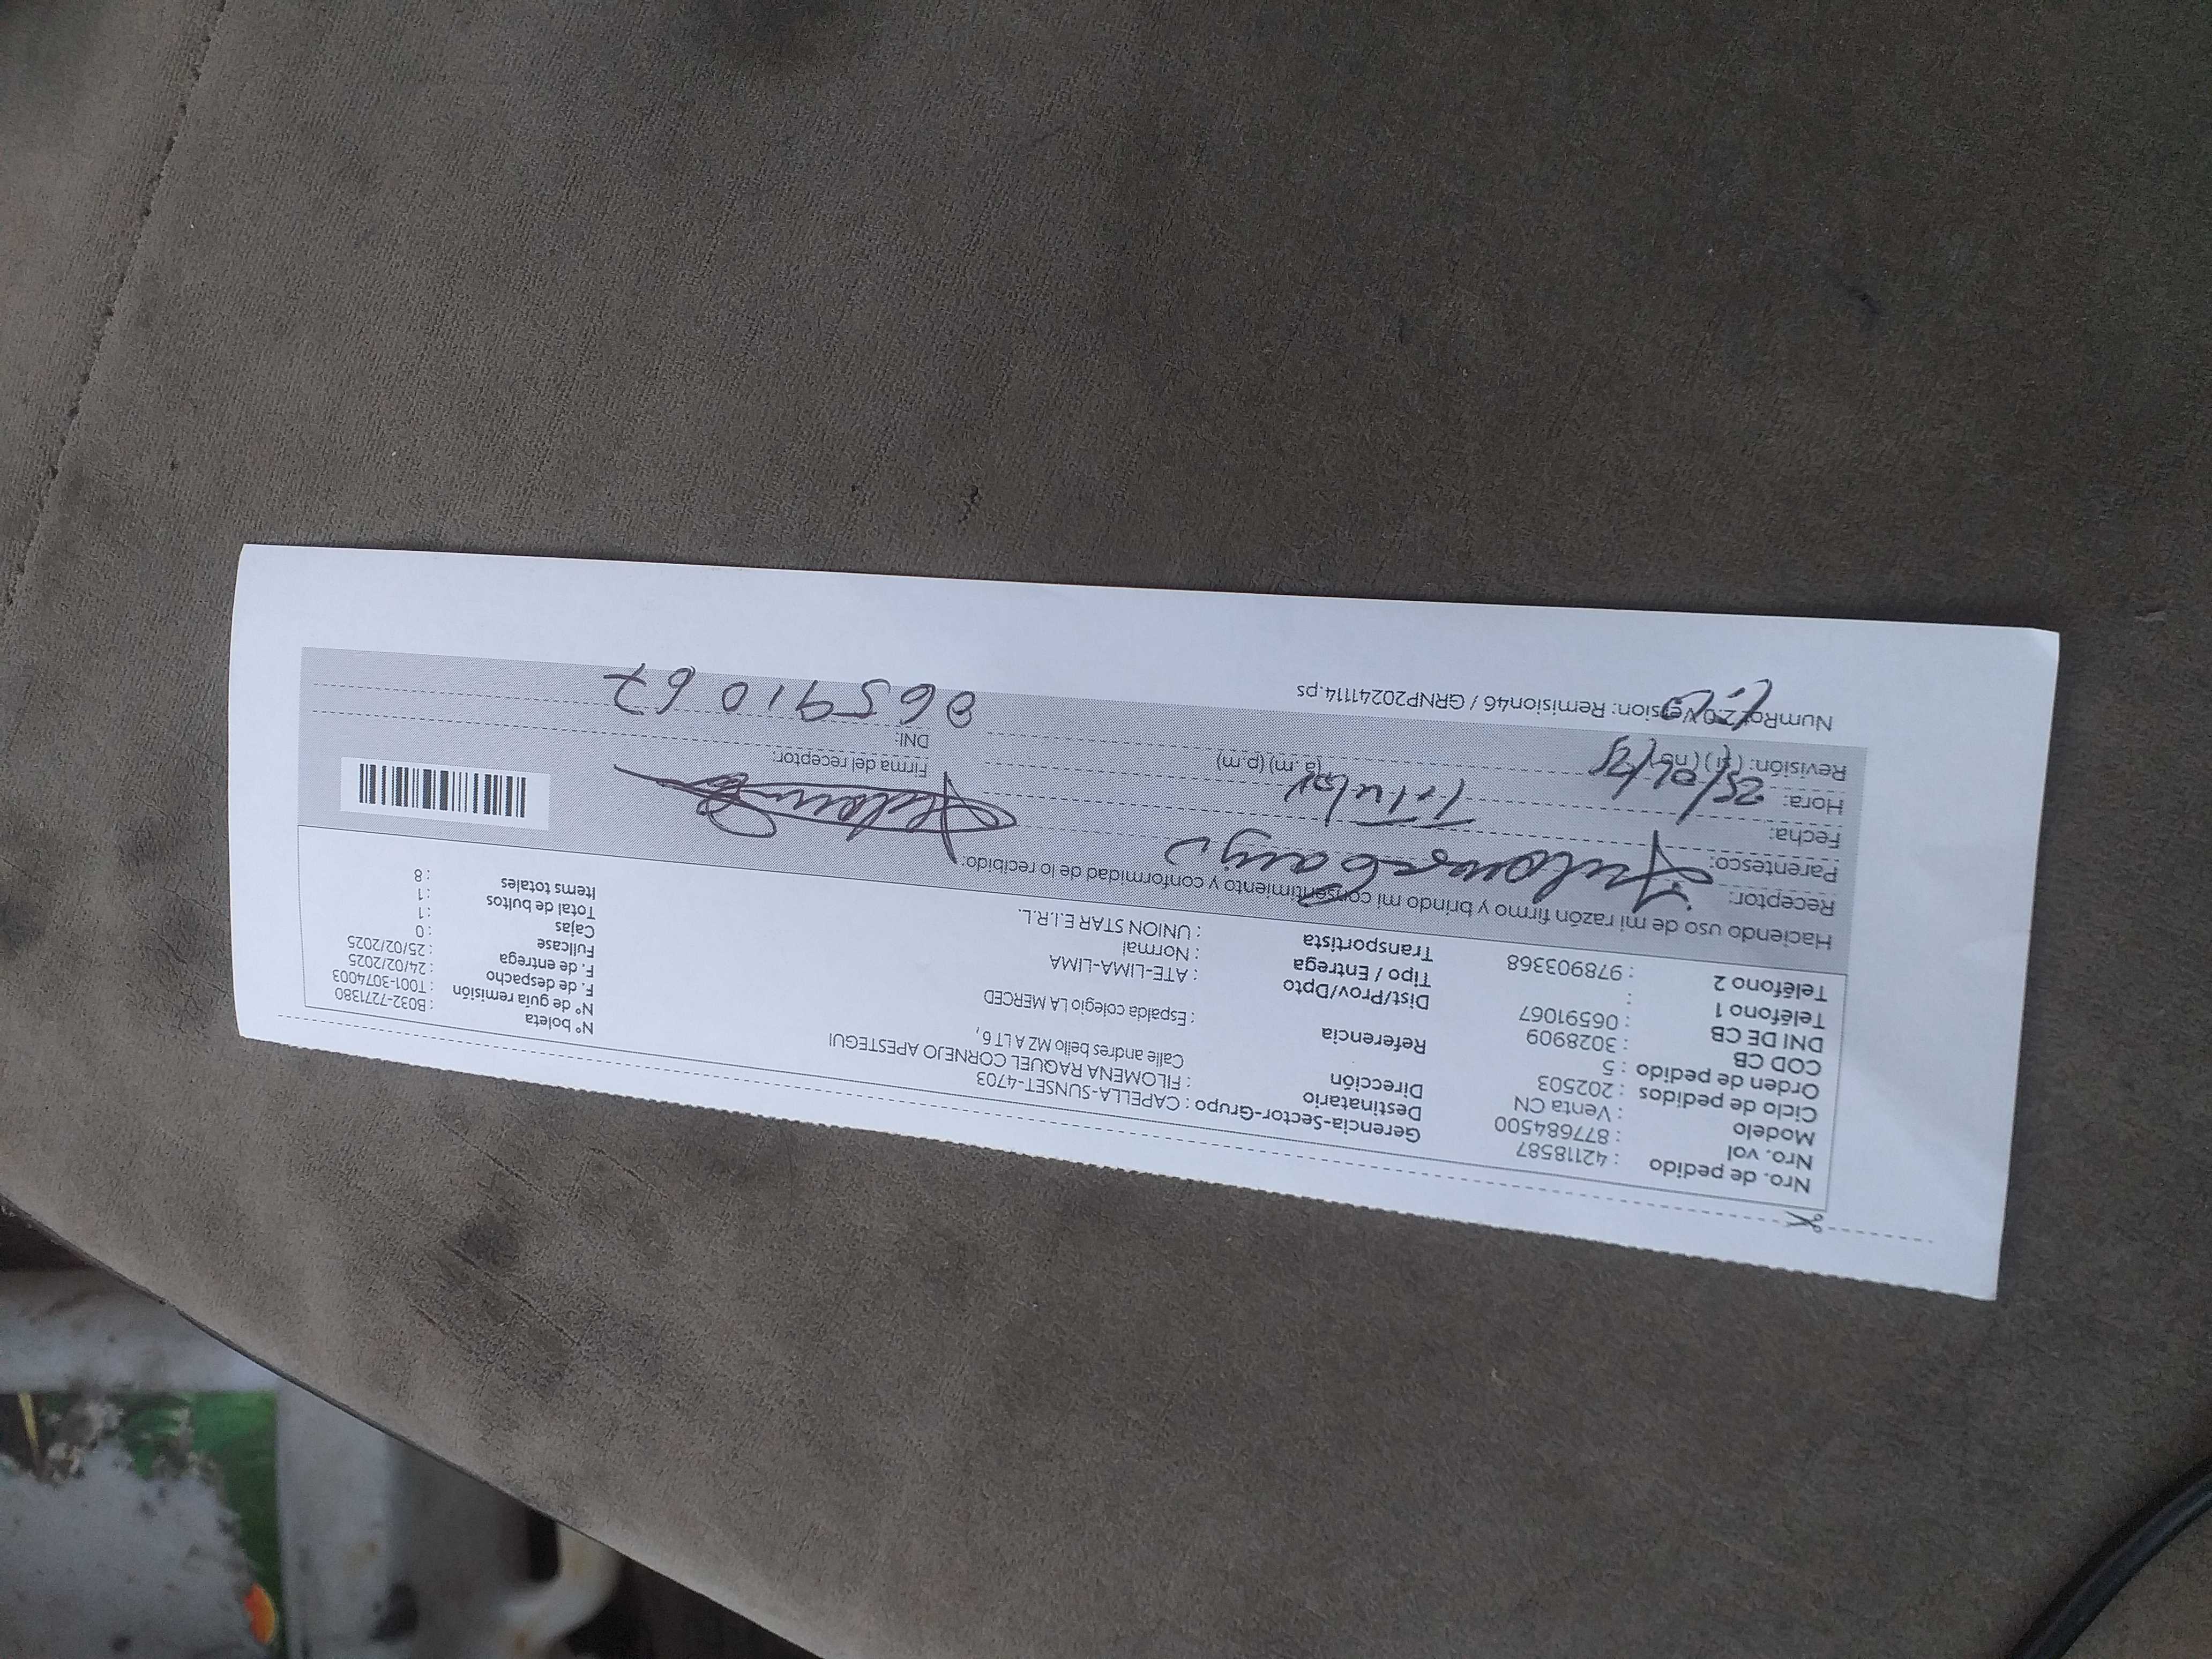 Nro. de pedido : 42118587
Nro. vol : 877684500
Modelo : Venta CN
Ciclo de pedidos : 202503
Orden de pedido : 5
COD CB : 3028909
DNI DE CB : 06591067
Teléfono 1 :
Teléfono 2 : 978903368
Gerencia-Sector-Grupo : CAPELLA-SUNSET-4703
Destinatario : FILOMENA RAQUEL CORNEJO APESTEGUI
Dirección Calle andres bello MZ A LT 6 ,
Referencia : Espalda colegio LA MERCED
Dist/Prov/Dpto : ATE-LIMA-LIMA
Tipo / Entrega : Normal
Transportista : UNION STAR E.I.R.L.
N° boleta : B032-7271380
N° de guía remisión : T001-3074003
F. de despacho : 24/02/2025
F. de entrega : 25/02/2025
Fullcase : 0
Cajas : 1
Total de bultos : 1
Items totales : 8
Haciendo uso de mi razón firmo y brindo mi consentimiento y conformidad de lo recibido:
Receptor:
Parentesco: Titular
Fecha:
Hora: (a.m) (p.m)
Revisión: (si) (no)
Firma del receptor:
DNI: 06591067
NumRot:20 Version: Remision46 / GRNP20241114.ps